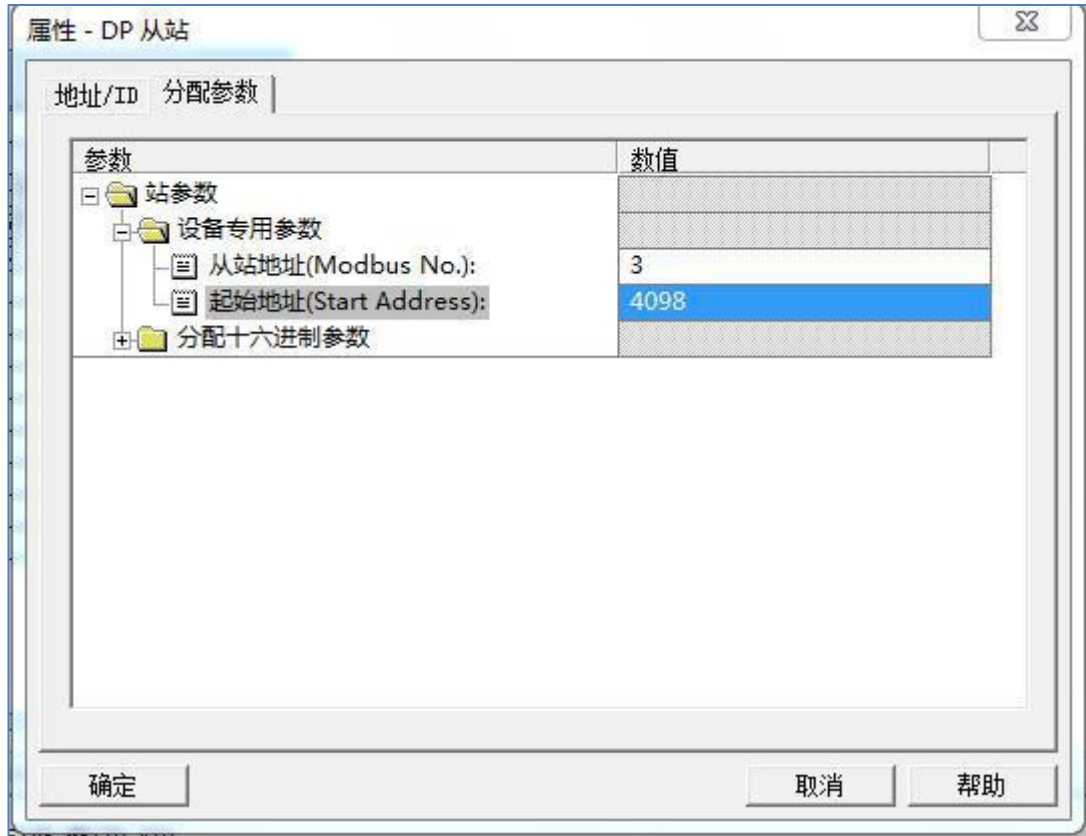 属性 - DP 从站
地址/ID 分配参数
参数 数值
站参数
设备专用参数
从站地址(Modbus No.): 3
起始地址(Start Address): 4098
分配十六进制参数
确定 取消 帮助